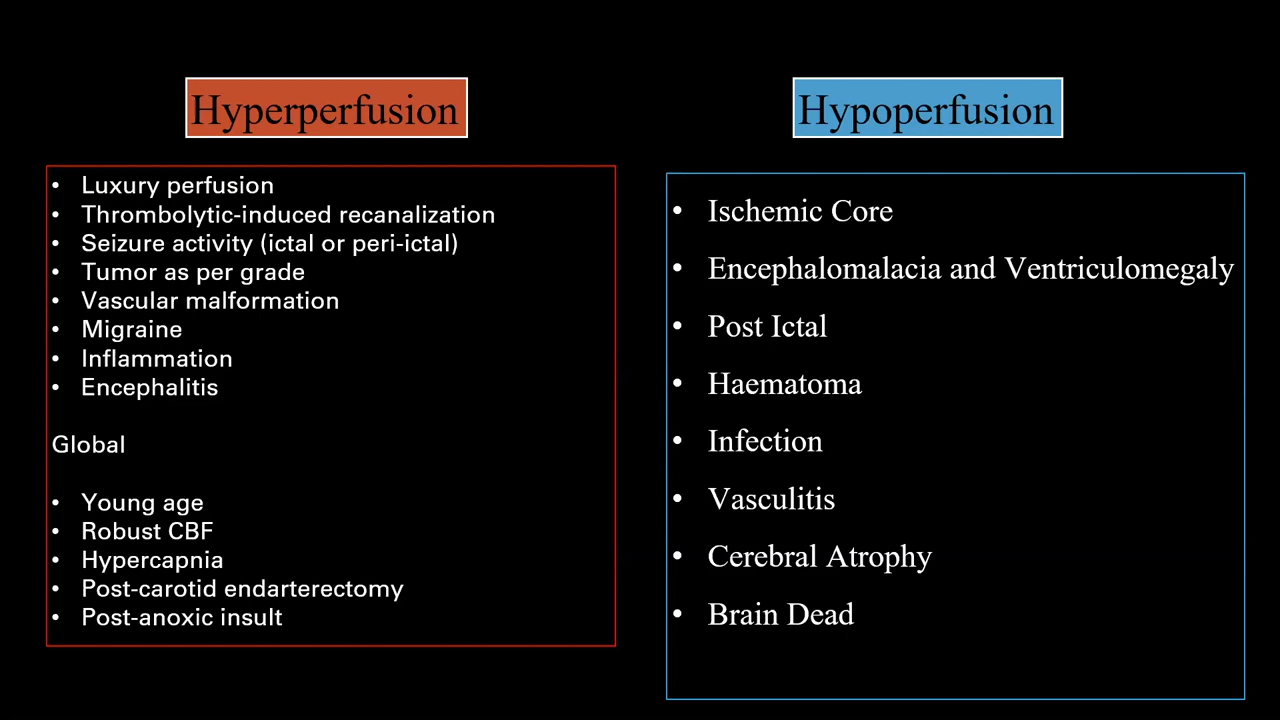 Hyperperfusion
• Luxury perfusion
• Thrombolytic-induced recanalization
• Seizure activity (ictal or peri-ictal)
• Tumor as per grade
• Vascular malformation
• Migraine
• Inflammation
• Encephalitis
Global
• Young age
• Robust CBF
• Hypercapnia
• Post-carotid endarterectomy
• Post-anoxic insult
Hypoperfusion
• Ischemic Core
• Encephalomalacia and Ventriculomegaly
• Post Ictal
• Haematoma
• Infection
• Vasculitis
• Cerebral Atrophy
• Brain Dead